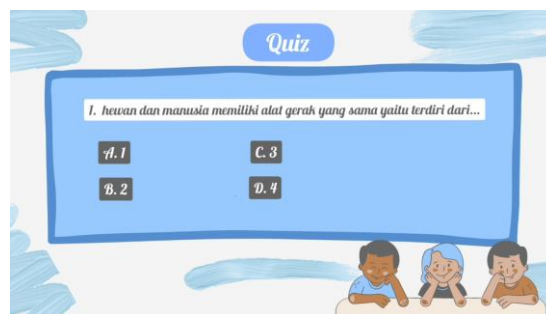 Quiz
1. hewan dan manusia memiliki alat gerak yang sama yaitu terdiri dari...
A. 1
C. 3
B. 2
D. 4